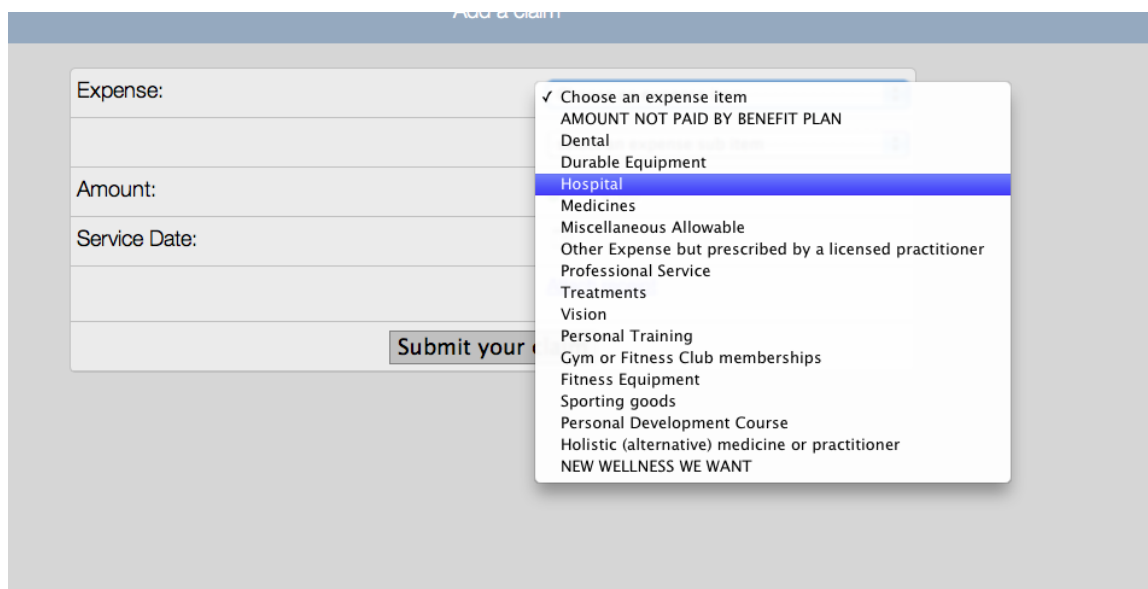 Add a claim
Expense:
✓ Choose an expense item
AMOUNT NOT PAID BY BENEFIT PLAN
Dental
Durable Equipment
Hospital
Medicines
Miscellaneous Allowable
Other Expense but prescribed by a licensed practitioner
Professional Service
Treatments
Vision
Personal Training
Gym or Fitness Club memberships
Fitness Equipment
Sporting goods
Personal Development Course
Holistic (alternative) medicine or practitioner
NEW WELLNESS WE WANT
Amount:
Service Date:
Submit your